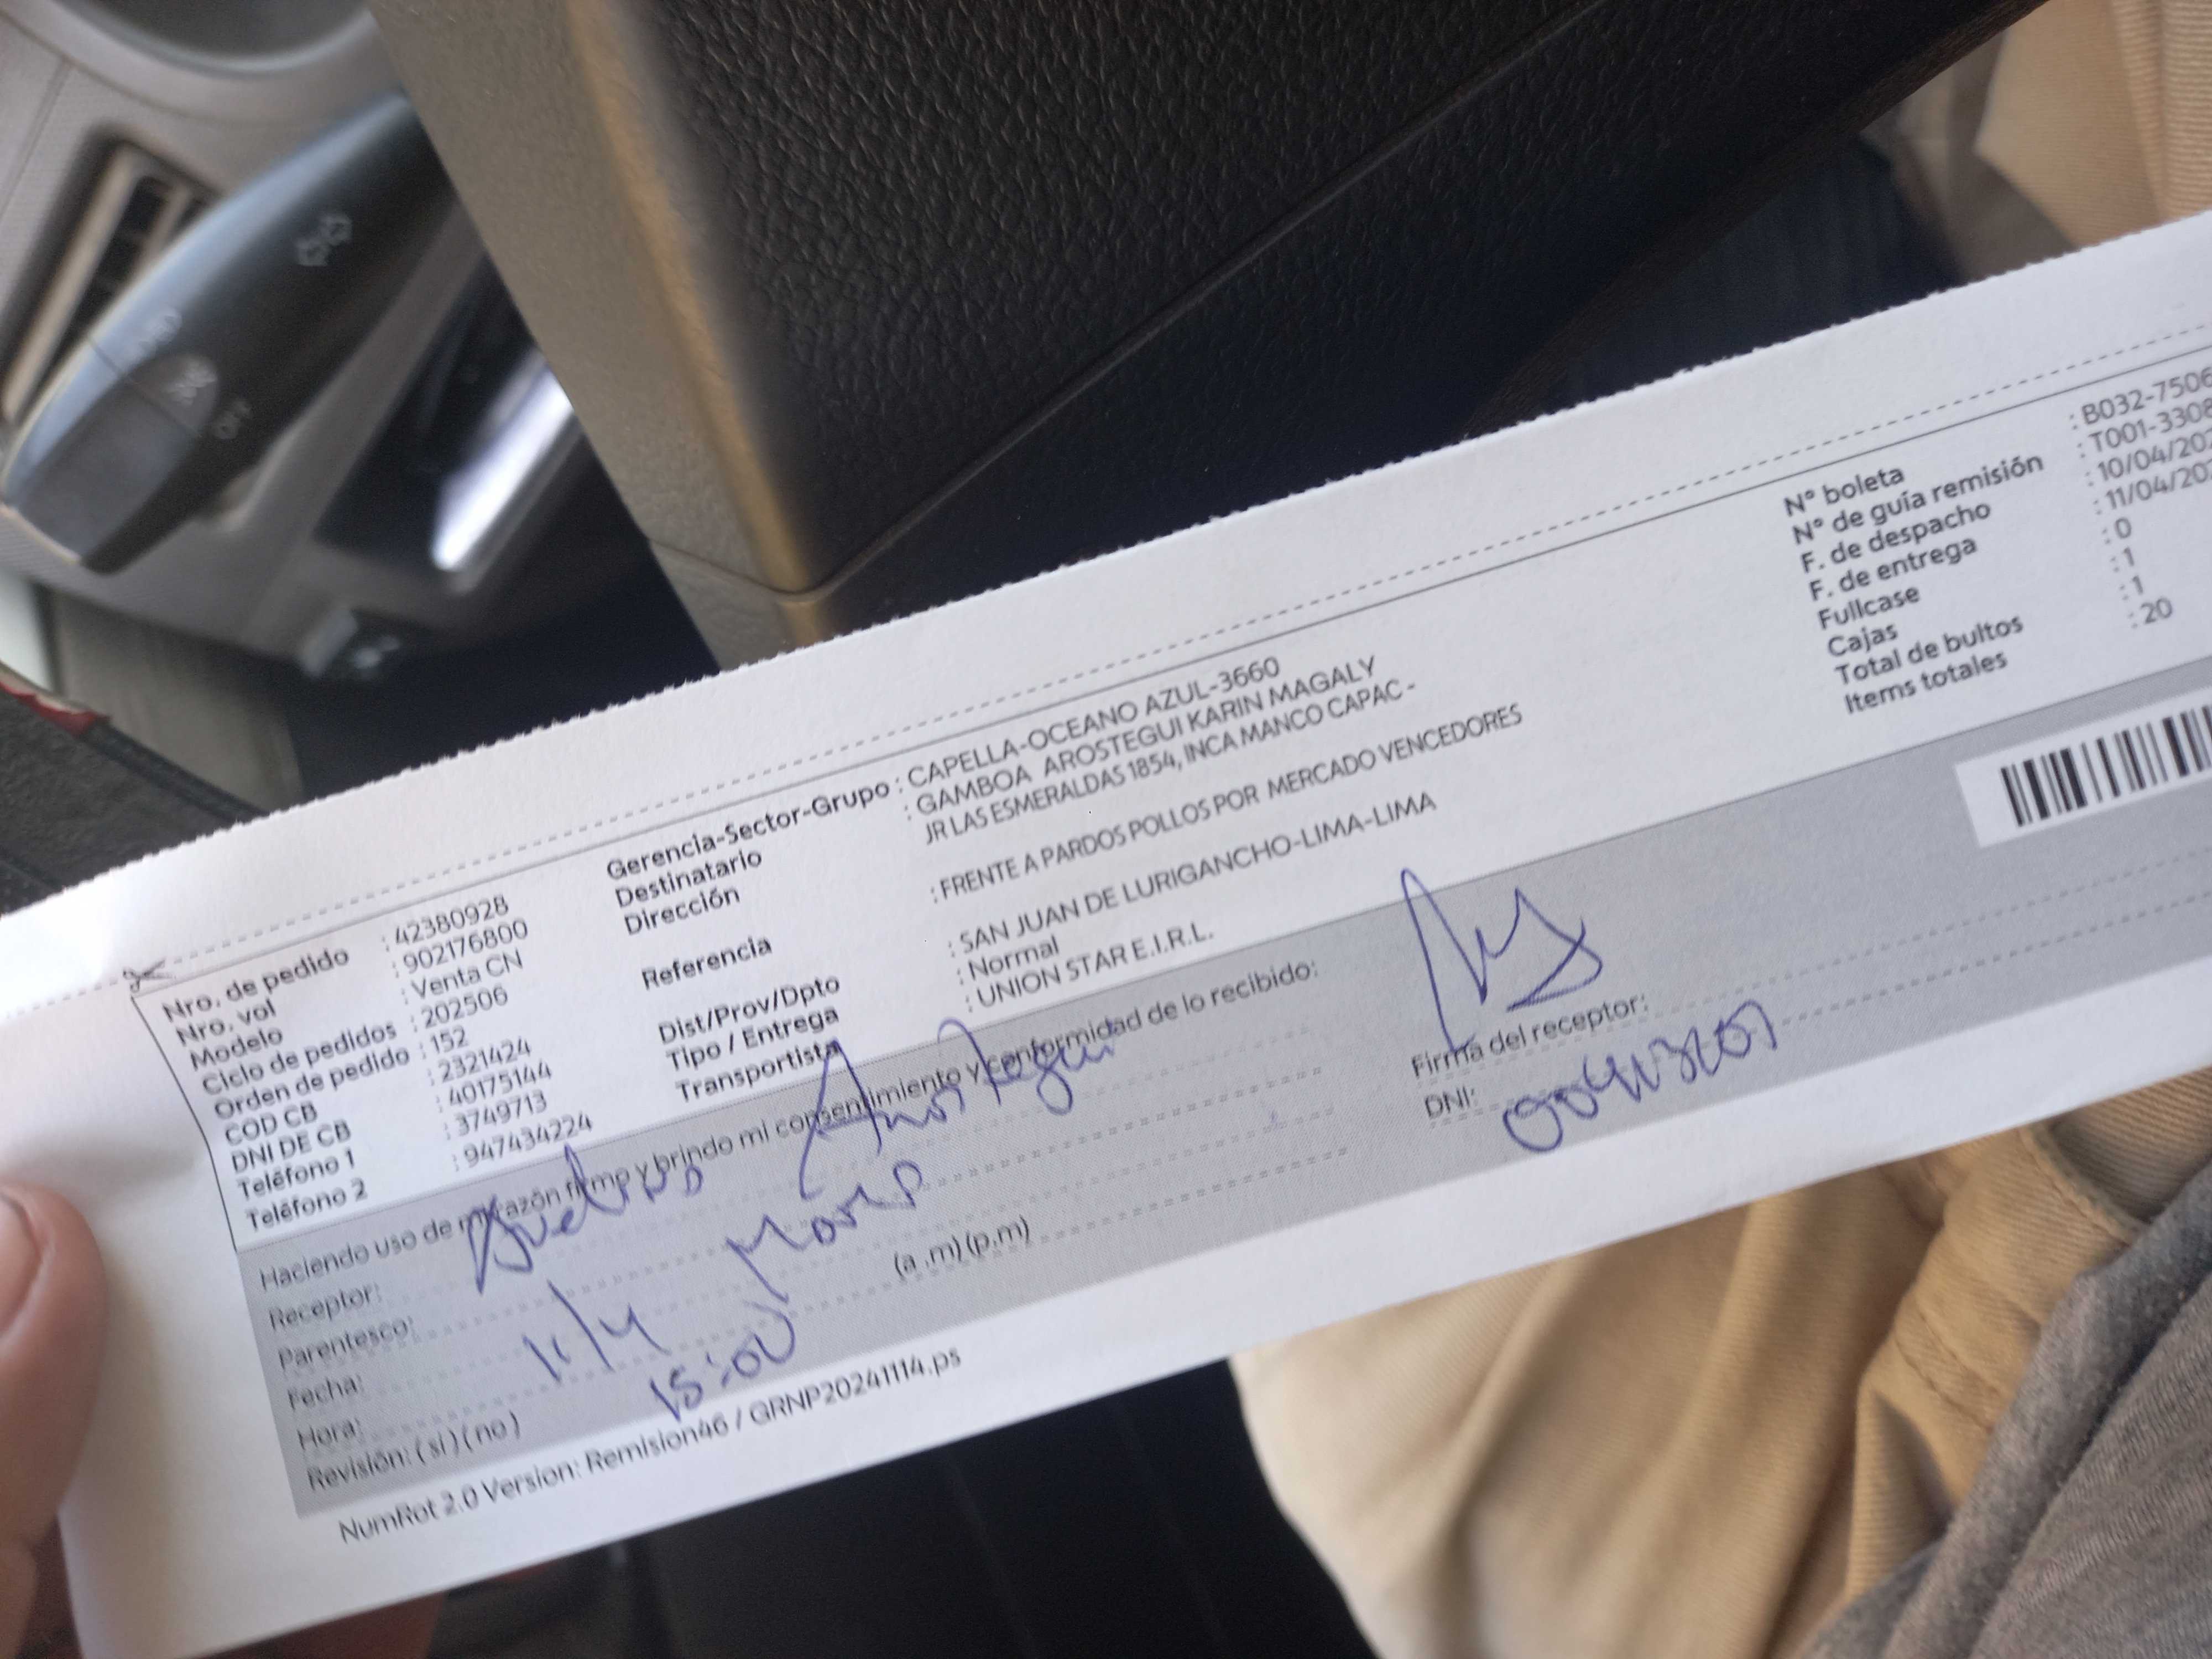 Nro. de pedido : 42380928
Nro. vol : 902176800
Modelo : Venta CN
Ciclo de pedidos : 202506
Orden de pedido : 152
COD CB : 2321424
DNI DE CB : 40175144
Teléfono 1 : 3749713
Teléfono 2 : 947434224
Gerencia-Sector-Grupo : CAPELLA-OCEANO AZUL-3660
Destinatario : GAMBOA AROSTEGUI KARIN MAGALY
Dirección JR LAS ESMERALDAS 1854, INCA MANCO CAPAC -
Referencia : FRENTE A PARDOS POLLOS POR MERCADO VENCEDORES
Dist/Prov/Dpto : SAN JUAN DE LURIGANCHO-LIMA-LIMA
Tipo / Entrega : Normal
Transportista : UNION STAR E.I.R.L.
N° boleta : B032-7506
N° de guía remisión : T001-3308
F. de despacho : 10/04/202
F. de entrega : 11/04/202
Fullcase : 0
Cajas : 1
Total de bultos : 1
Items totales : 20
Haciendo uso de mi razón firmo y brindo mi consentimiento y conformidad de lo recibido:
Receptor: Arostegui
Parentesco:
Fecha: 11/4
Hora: 15:00 (a .m) (p.m)
Revisión: ( si ) ( no )
Firma del receptor:
DNI:
NumRot 2.0 Version: Remision46 / GRNP20241114.ps